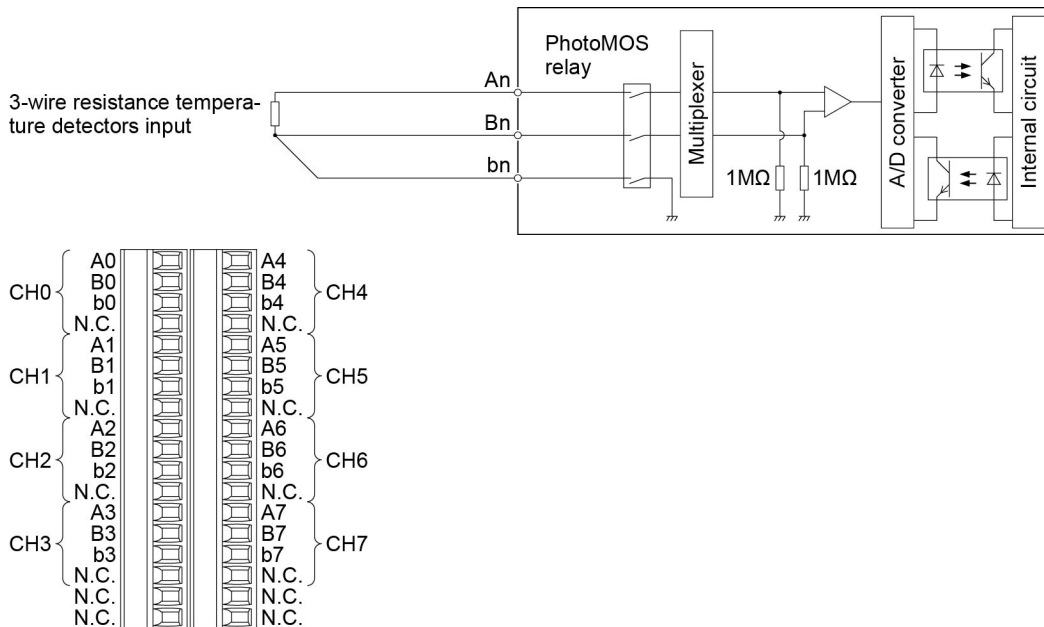 PhotoMOS
relay
3-wire resistance tempera-
ture detectors input
An
Bn
bn
Multiplexer
1MΩ
1MΩ
A/D converter
Internal circuit
CH0
A0
B0
b0
N.C.
CH1
A1
B1
b1
N.C.
CH2
A2
B2
b2
N.C.
CH3
A3
B3
b3
N.C.
N.C.
N.C.
A4
B4
b4
N.C.
CH4
A5
B5
b5
N.C.
CH5
A6
B6
b6
N.C.
CH6
A7
B7
b7
N.C.
CH7
N.C.
N.C.